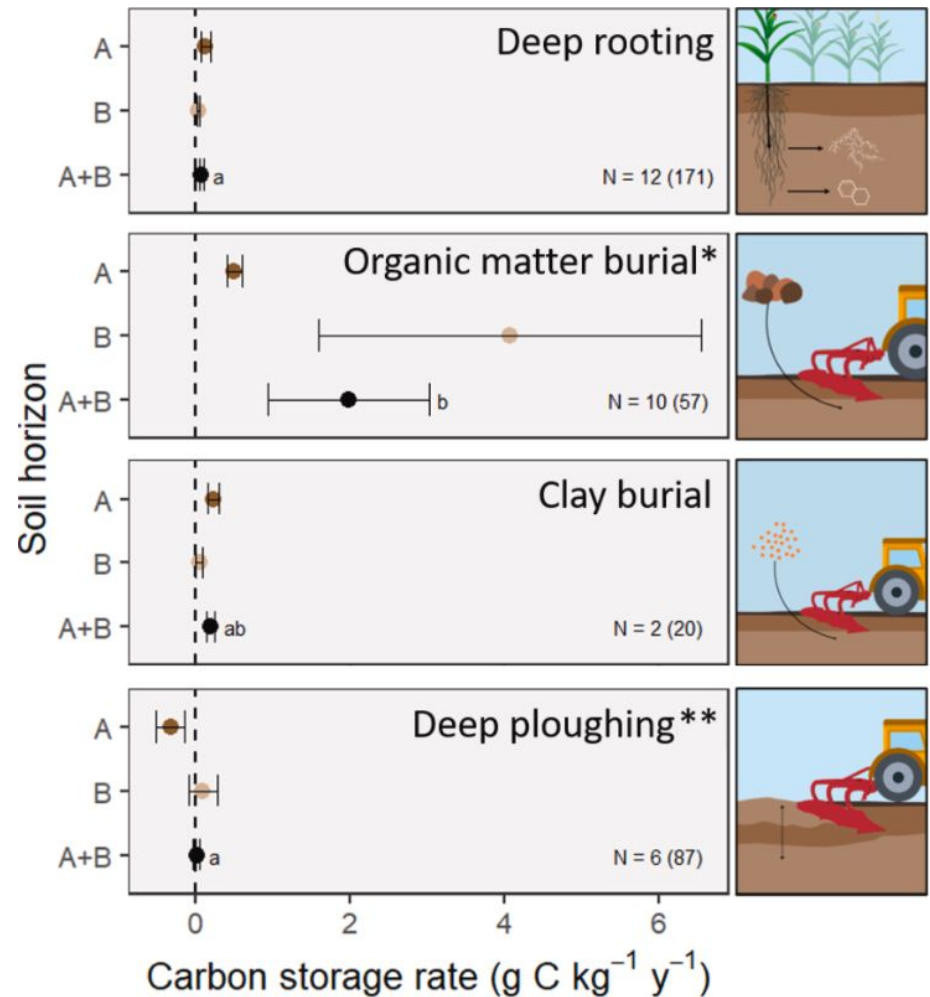 Soil horizon
A
Deep rooting
B
A+B
a
N = 12 (171)
A
Organic matter burial*
B
A+B
b
N = 10 (57)
A
Clay burial
B
A+B
ab
N = 2 (20)
A
Deep ploughing**
B
A+B
a
N = 6 (87)
0 2 4 6
Carbon storage rate (g C kg⁻¹ y⁻¹)